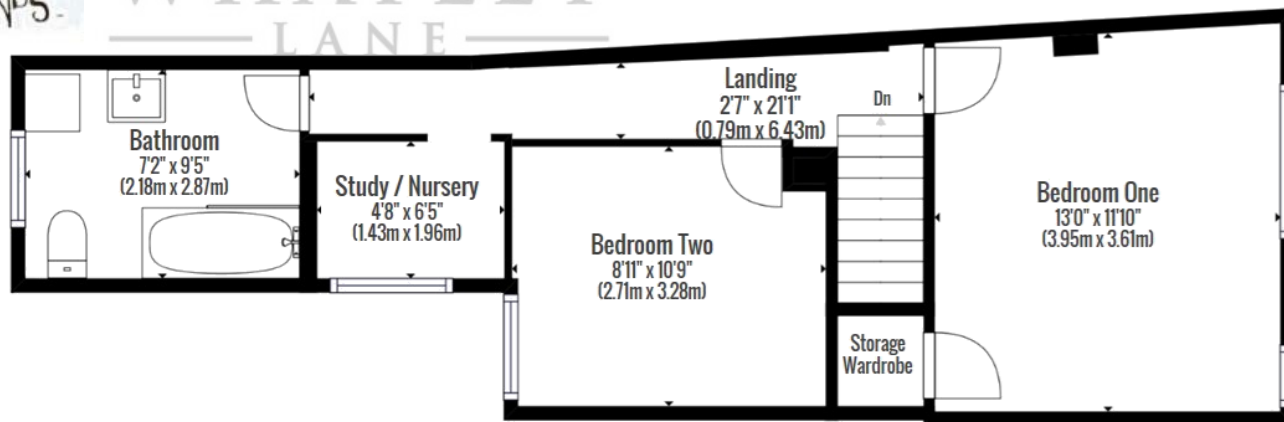 LANE
Landing
2'7" x 21'1"
(0.79m x 6.43m)
Dn
Bathroom
7'2" x 9'5"
(2.18m x 2.87m)
Study / Nursery
4'8" x 6'5"
(1.43m x 1.96m)
Bedroom Two
8'11" x 10'9"
(2.71m x 3.28m)
Bedroom One
13'0" x 11'10"
(3.95m x 3.61m)
Storage
Wardrobe